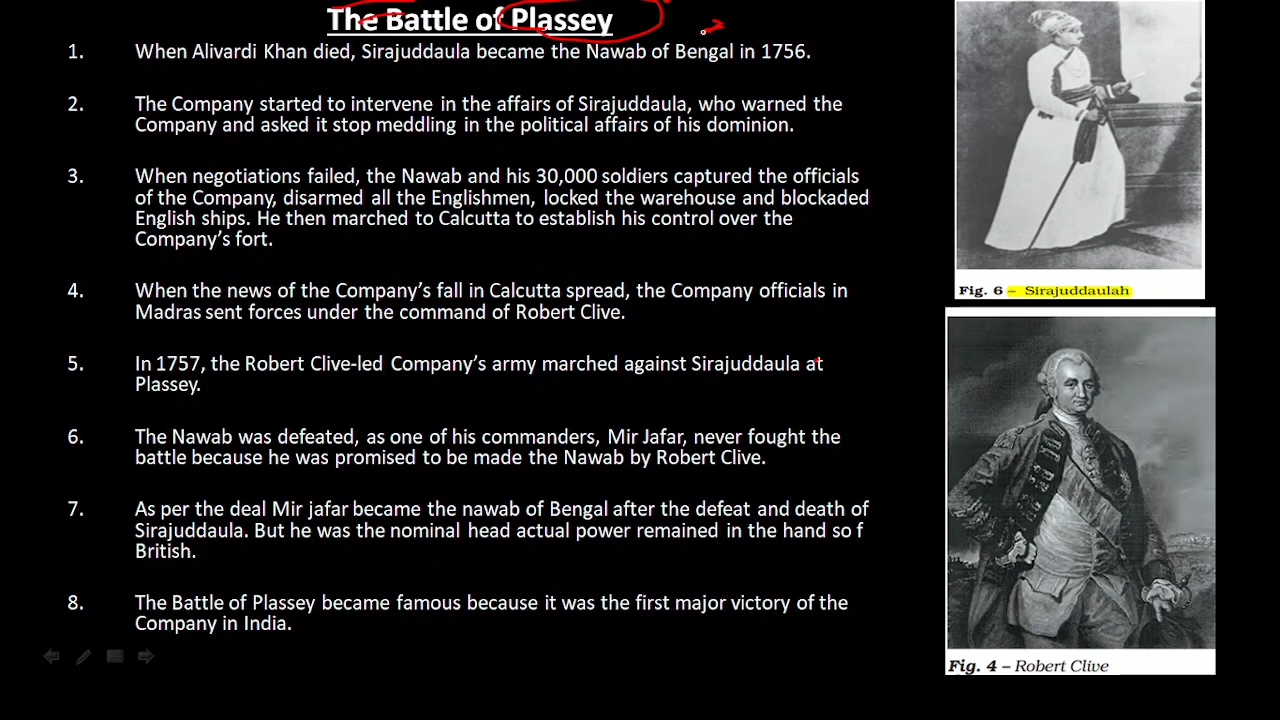 The Battle of Plassey
1. When Alivardi Khan died, Sirajuddaula became the Nawab of Bengal in 1756.
2. The Company started to intervene in the affairs of Sirajuddaula, who warned the
Company and asked it stop meddling in the political affairs of his dominion.
3. When negotiations failed, the Nawab and his 30,000 soldiers captured the officials
of the Company, disarmed all the Englishmen, locked the warehouse and blockaded
English ships. He then marched to Calcutta to establish his control over the
Company's fort.
4. When the news of the Company's fall in Calcutta spread, the Company officials in
Madras sent forces under the command of Robert Clive.
5. In 1757, the Robert Clive-led Company's army marched against Sirajuddaula at
Plassey.
6. The Nawab was defeated, as one of his commanders, Mir Jafar, never fought the
battle because he was promised to be made the Nawab by Robert Clive.
7. As per the deal Mir jafar became the nawab of Bengal after the defeat and death of
Sirajuddaula. But he was the nominal head actual power remained in the hand so f
British.
8. The Battle of Plassey became famous because it was the first major victory of the
Company in India.
Fig. 6 – Sirajuddaulah
Fig. 4 – Robert Clive